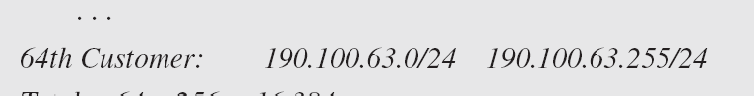 . . .
64th Customer: 190.100.63.0/24 190.100.63.255/24